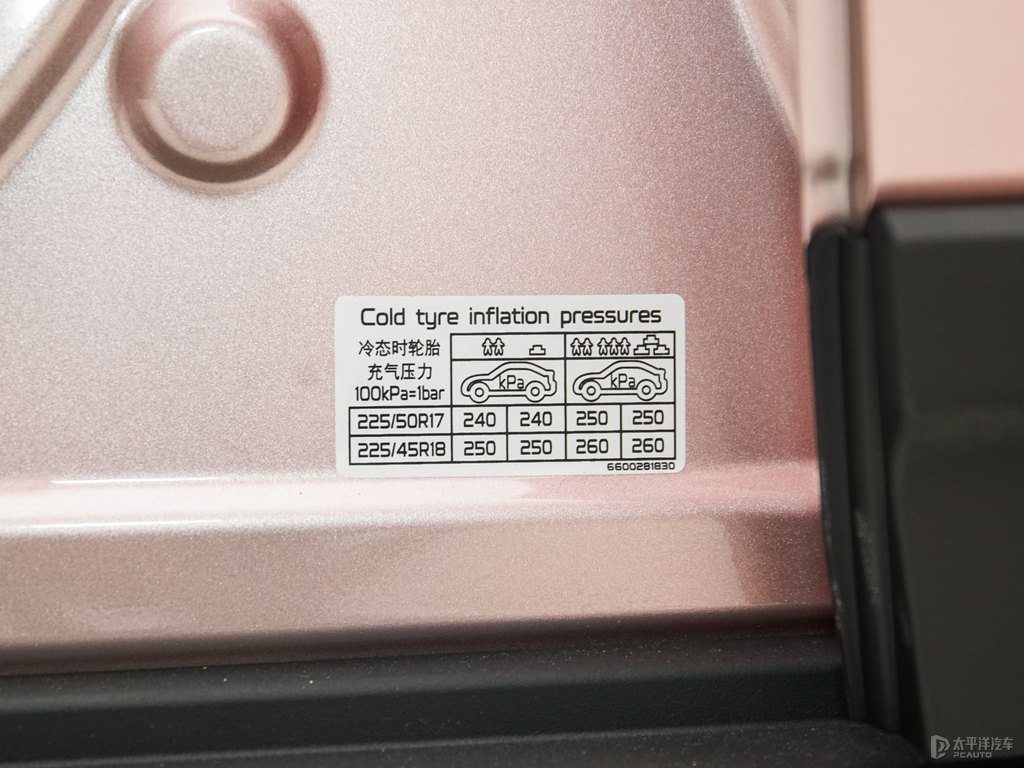 Cold tyre inflation pressures
冷态时轮胎
充气压力
100kPa=1bar
kPa kPa
225/50R17 240 240 250 250
225/45R18 250 250 260 260
6600281830
太平洋汽车
PCAUTO